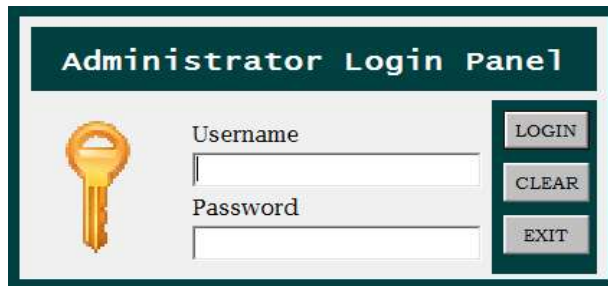 Administrator Login Panel
Username
Password
LOGIN
CLEAR
EXIT